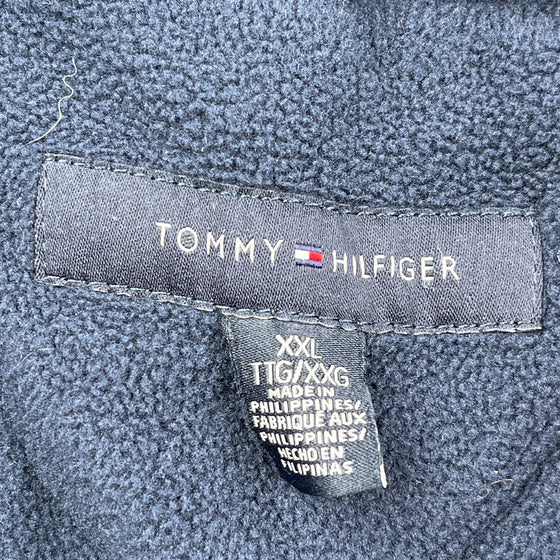 TOMMY HILFIGER
XXL
TTG/XXG
MADE IN
PHILIPPINES/
FABRIQUÉ AUX
PHILIPPINES/
HECHO EN
FILIPINAS